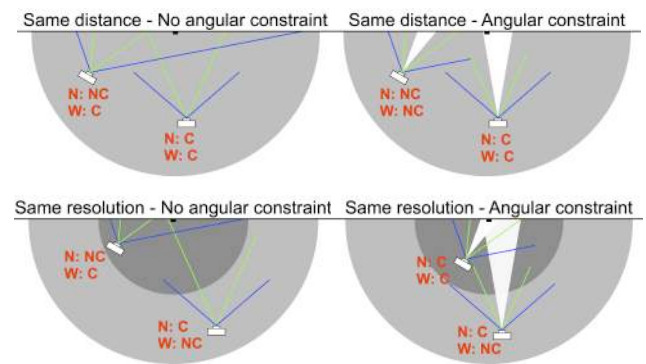 Same distance - No angular constraint
Same distance - Angular constraint
N: NC
W: C
N: C
W: C
N: NC
W: NC
N: C
W: C
Same resolution - No angular constraint
Same resolution - Angular constraint
N: NC
W: C
N: C
W: NC
N: C
W: C
N: C
W: NC